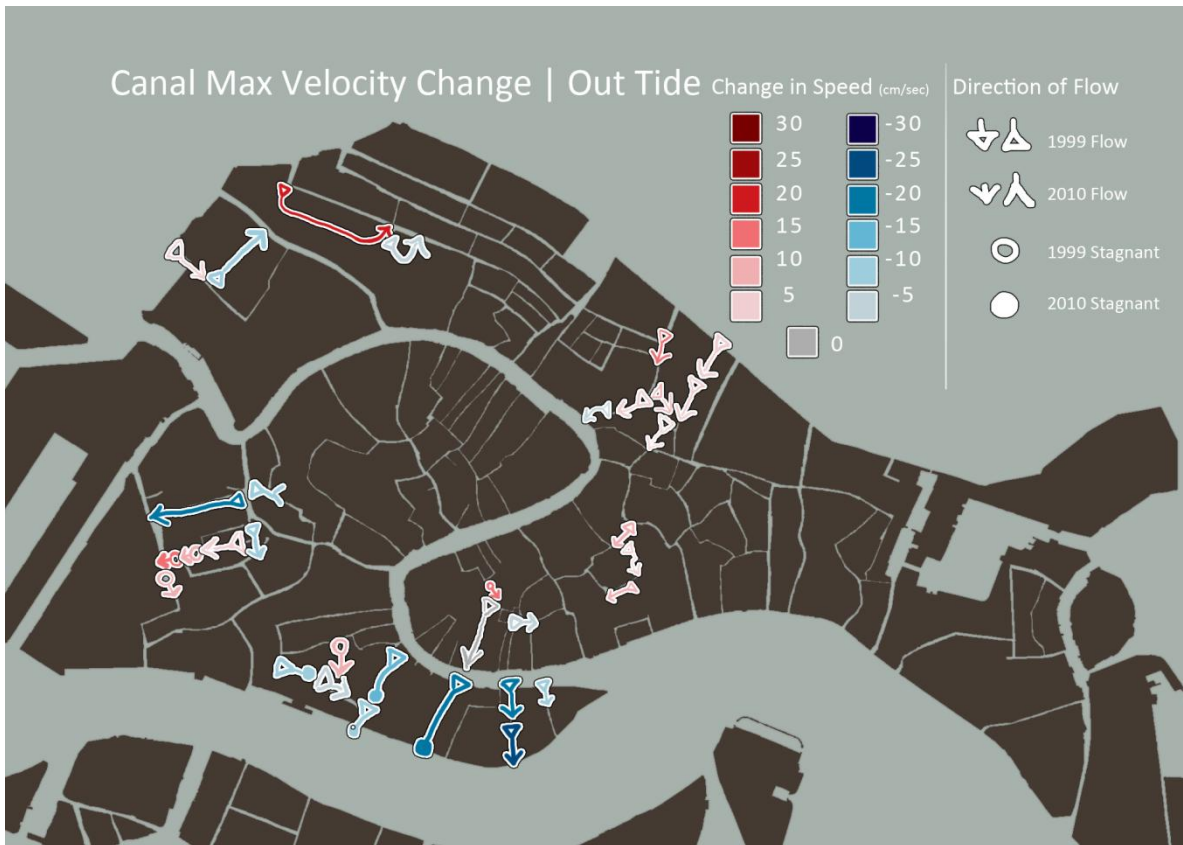 Canal Max Velocity Change | Out Tide
Change in Speed (cm/sec)
30 -30
25 -25
20 -20
15 -15
10 -10
5 -5
0
Direction of Flow
1999 Flow
2010 Flow
1999 Stagnant
2010 Stagnant